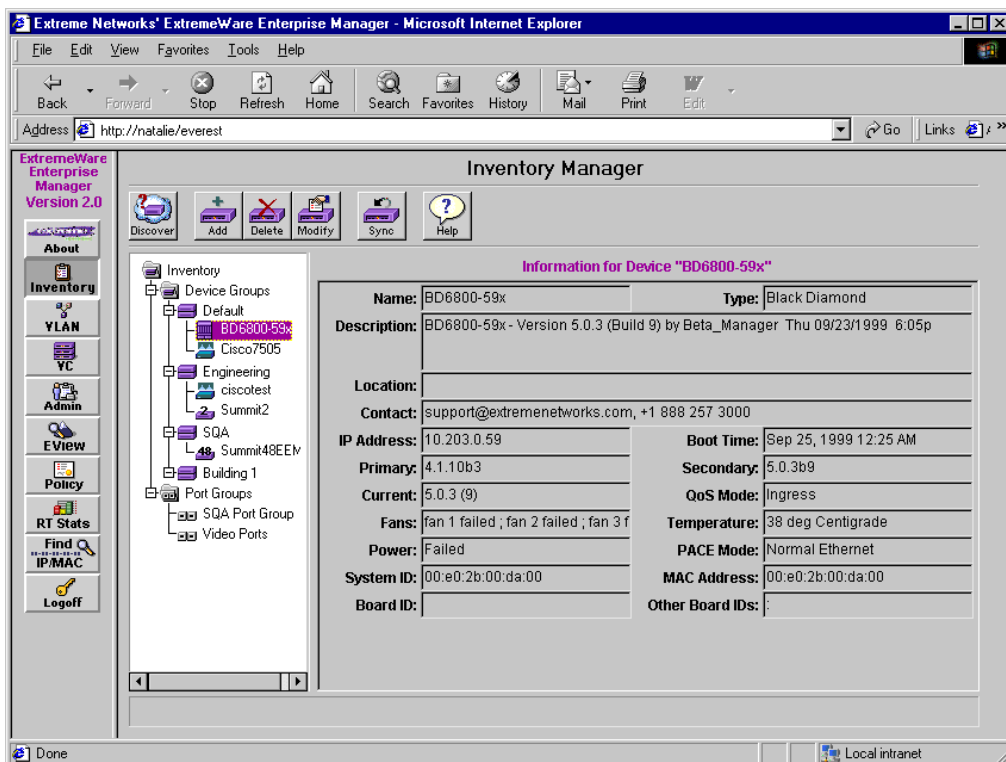 Extreme Networks' ExtremeWare Enterprise Manager - Microsoft Internet Explorer
File Edit View Favorites Tools Help
Back Forward Stop Refresh Home Search Favorites History Mail Print Edit
Address http://natalie/everest Go Links
ExtremeWare
Enterprise
Manager
Version 2.0
About
Inventory
VLAN
VC
Admin
EView
Policy
RT Stats
Find
IP/MAC
Logoff
Inventory Manager
Discover Add Delete Modify Sync Help
Inventory
Device Groups
Default
BD6800-59x
Cisco7505
Engineering
ciscotest
2 Summit2
SQA
48 Summit48EEM
Building 1
Port Groups
SQA Port Group
Video Ports
Information for Device "BD6800-59x"
Name: BD6800-59x Type: Black Diamond
Description: BD6800-59x - Version 5.0.3 (Build 9) by Beta_Manager Thu 09/23/1999 6:05p
Location:
Contact: support@extremenetworks.com, +1 888 257 3000
IP Address: 10.203.0.59 Boot Time: Sep 25, 1999 12:25 AM
Primary: 4.1.10b3 Secondary: 5.0.3b9
Current: 5.0.3 (9) QoS Mode: Ingress
Fans: fan 1 failed ; fan 2 failed ; fan 3 f Temperature: 38 deg Centigrade
Power: Failed PACE Mode: Normal Ethernet
System ID: 00:e0:2b:00:da:00 MAC Address: 00:e0:2b:00:da:00
Board ID: Other Board IDs: :
Done Local intranet